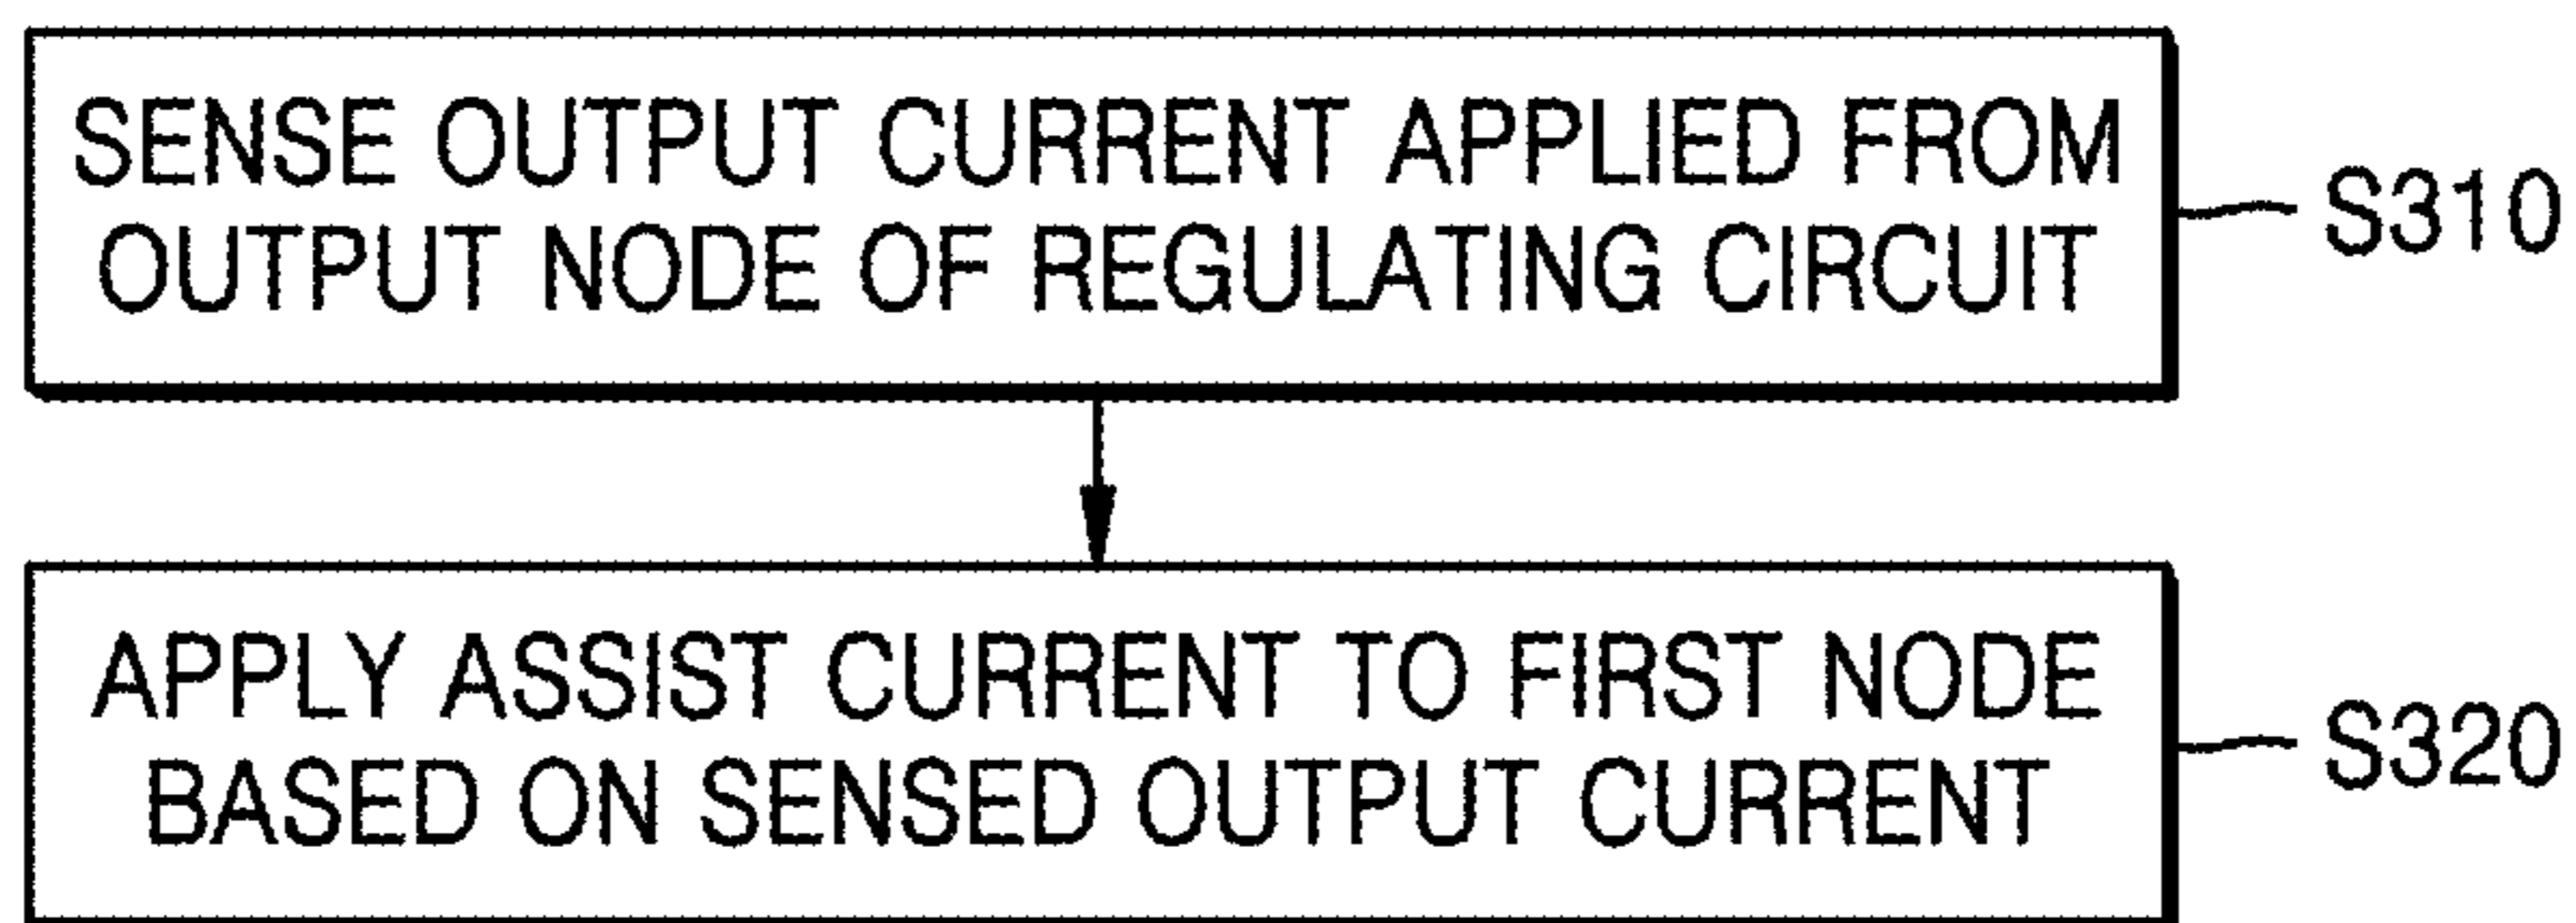 SENSE OUTPUT CURRENT APPLIED FROM
OUTPUT NODE OF REGULATING CIRCUIT
S310
APPLY ASSIST CURRENT TO FIRST NODE
BASED ON SENSED OUTPUT CURRENT
S320